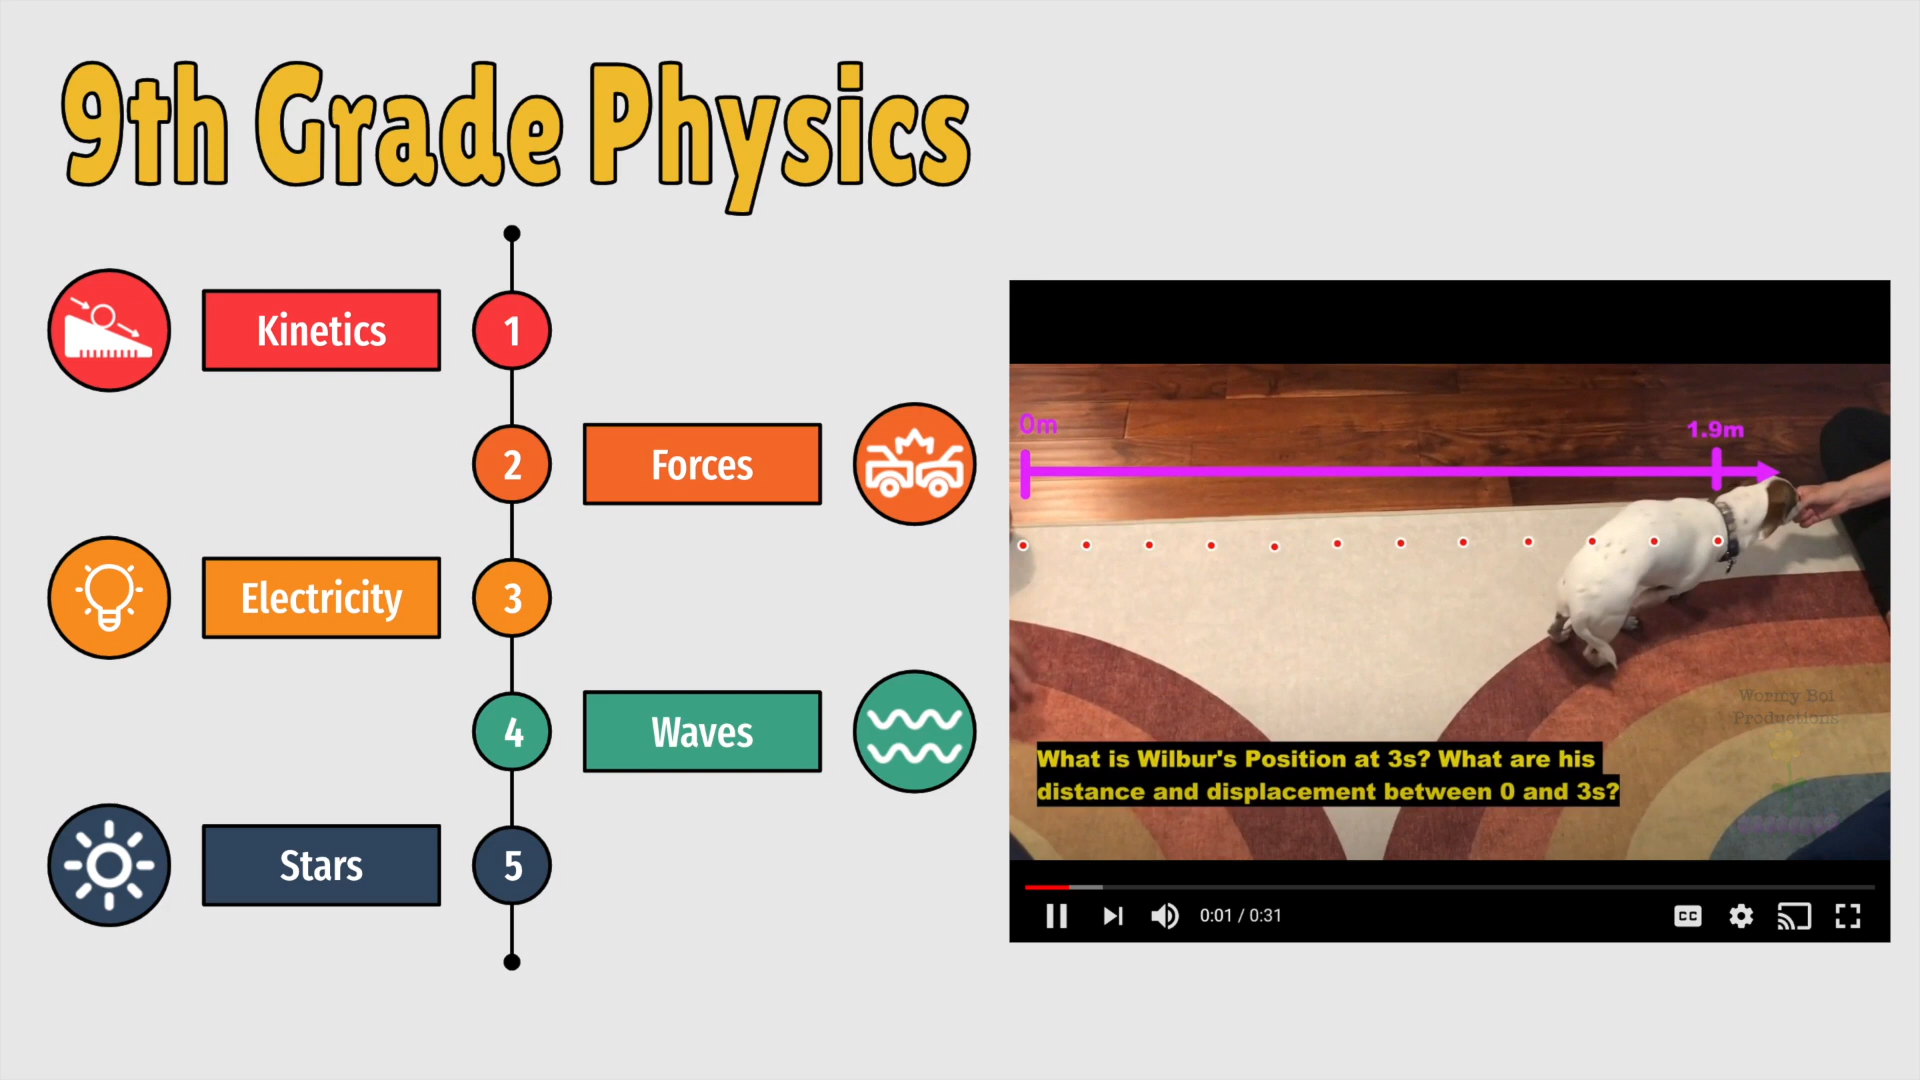 9th Grade Physics
Kinetics
1
2
Forces
Electricity
3
4
Waves
Stars
5
0m
1.9m
Wormy Boi
Productions
What is Wilbur's Position at 3s? What are his
distance and displacement between 0 and 3s?
0:01 / 0:31
CC